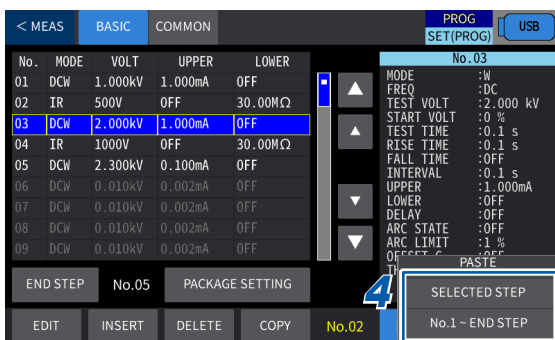 < MEAS BASIC COMMON PROG
SET(PROG) USB
No. MODE VOLT UPPER LOWER
01 DCW 1.000kV 1.000mA OFF
02 IR 500V OFF 30.00MΩ
03 DCW 2.000kV 1.000mA OFF
04 IR 1000V OFF 30.00MΩ
05 DCW 2.300kV 0.100mA OFF
06 DCW 0.010kV 0.002mA OFF
07 DCW 0.010kV 0.002mA OFF
08 DCW 0.010kV 0.002mA OFF
09 DCW 0.010kV 0.002mA OFF
No.03
MODE :W
FREQ :DC
TEST VOLT :2.000 kV
START VOLT :0 %
TEST TIME :0.1 s
RISE TIME :0.1 s
FALL TIME :OFF
INTERVAL :0.1 s
UPPER :1.000mA
LOWER :OFF
DELAY :OFF
ARC STATE :OFF
ARC LIMIT :1 %
PASTE
SELECTED STEP
No.1 ~ END STEP
4
END STEP No.05 PACKAGE SETTING
EDIT INSERT DELETE COPY No.02